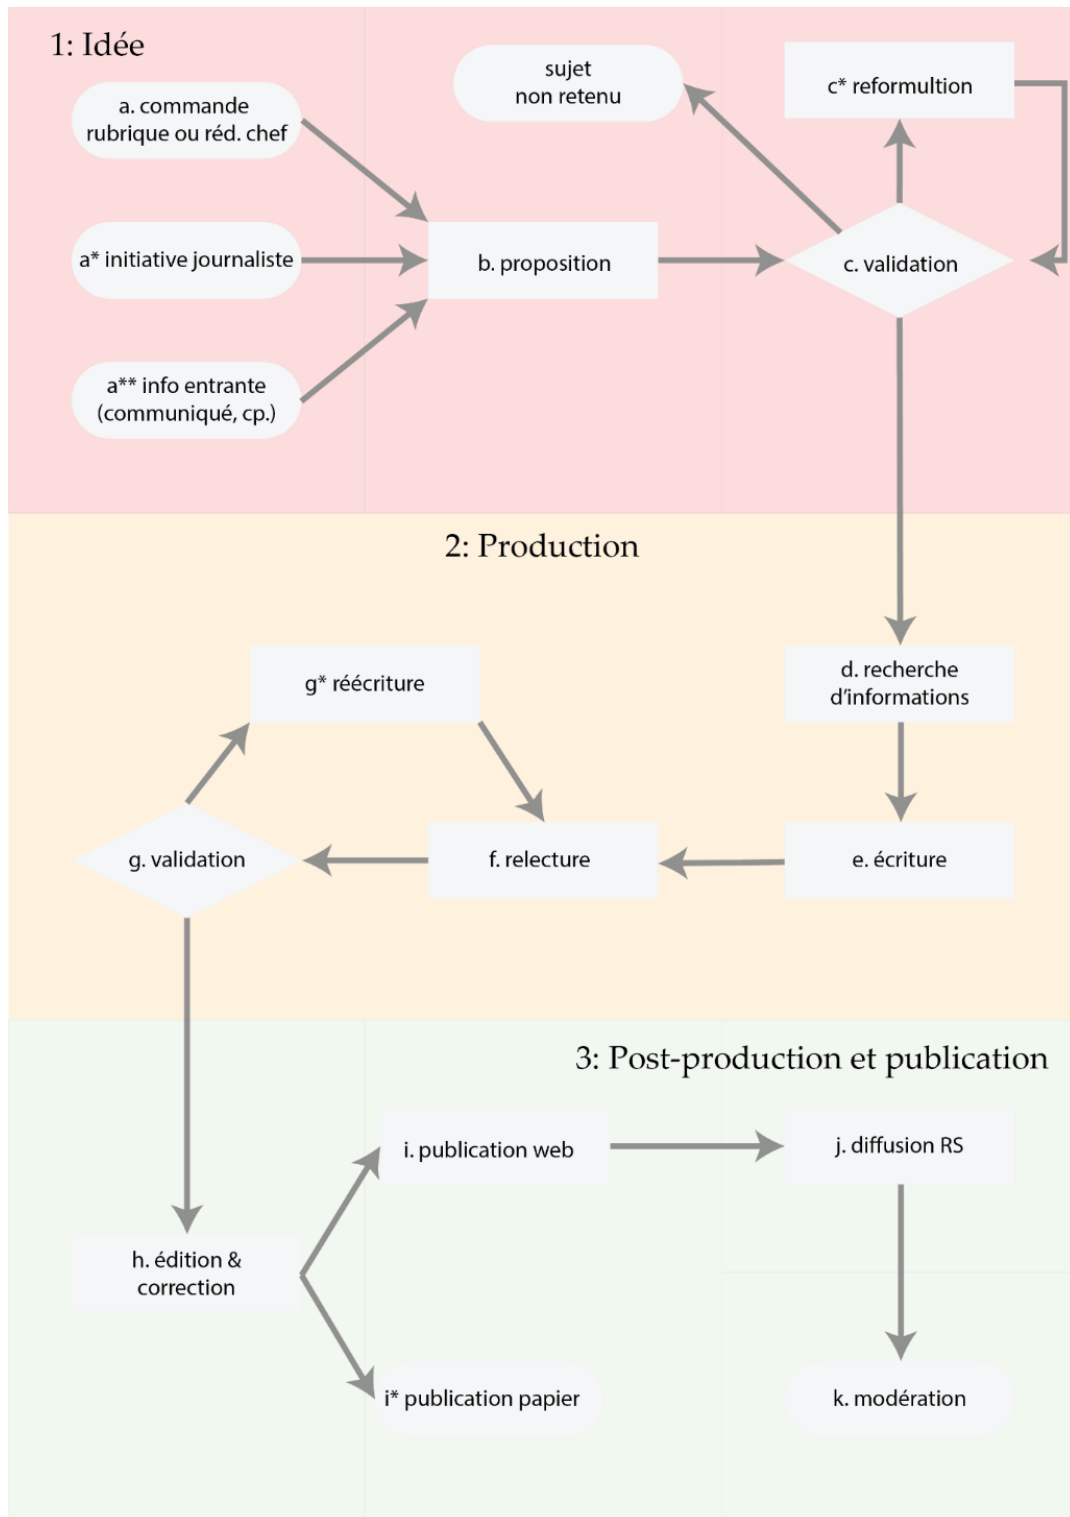 1: Idée
a. commande
rubrique ou réd. chef
sujet
non retenu
c* reformultion
a* initiative journaliste
b. proposition
c. validation
a** info entrante
(communiqué, cp.)
2: Production
g* réécriture
d. recherche
d’informations
g. validation
f. relecture
e. écriture
3: Post-production et publication
i. publication web
j. diffusion RS
h. édition &
correction
i* publication papier
k. modération